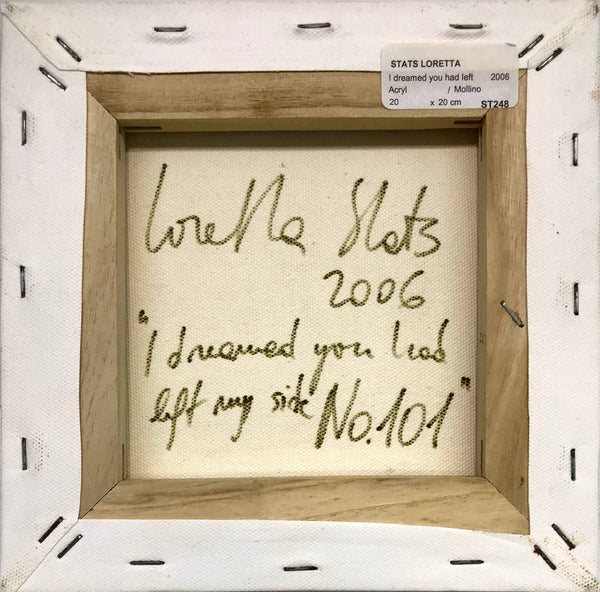 STATS LORETTA
I dreamed you had left 2006
Acryl / Mollino
20 x 20 cm ST248
Loretta Stats
2006
"I dreamed you had
left my side" No.101"